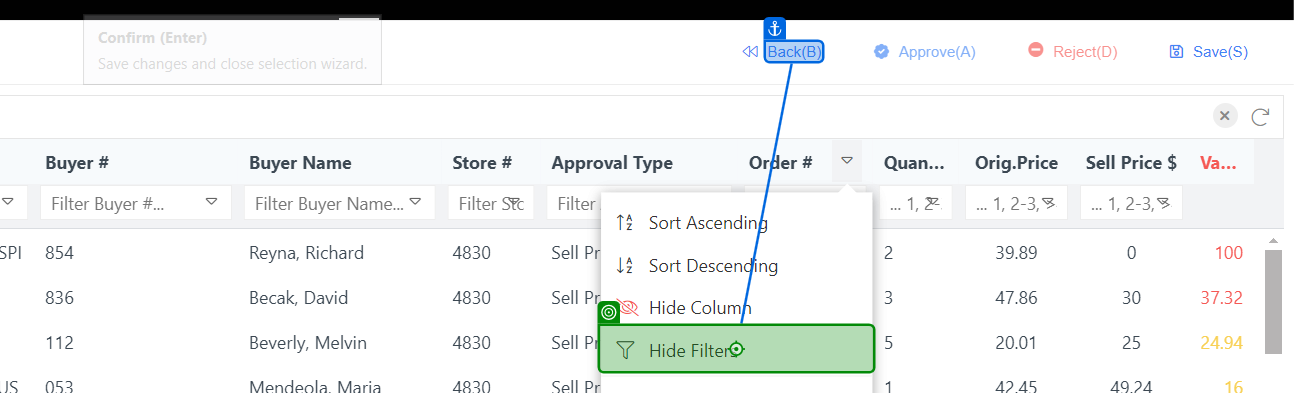 Confirm (Enter)
Save changes and close selection wizard.
Back(B) Approve(A) Reject(D) Save(S)
Buyer # Buyer Name Store # Approval Type Order # Quan... Orig.Price Sell Price $ Va...
Filter Buyer #... Filter Buyer Name... Filter Filter ... 1, 2- ... 1, 2-3, ... 1, 2-3,
Sort Ascending
SPI 854 Reyna, Richard 4830 Sell Pr 2 39.89 0 100
Sort Descending
836 Becak, David 4830 Sell Pr 3 47.86 30 37.32
Hide Column
112 Beverly, Melvin 4830 Sell Pr 5 20.01 25 24.94
Hide Filters
US 053 Mendeola, Maria 4830 Sell Pr 1 42.45 49.24 16